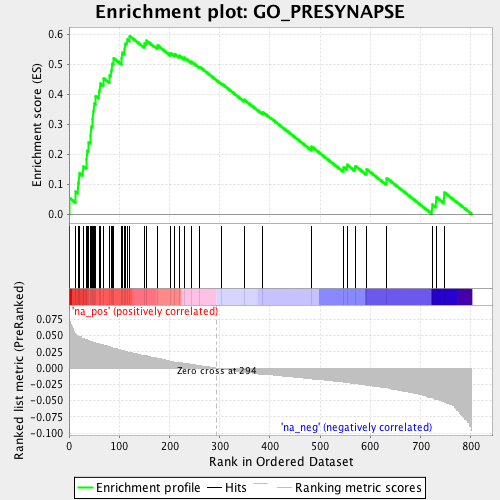 Enrichment plot: GO_PRESYNAPSE
Enrichment score (ES)
0.6
0.5
0.4
0.3
0.2
0.1
0.0
'na_pos' (positively correlated)
Ranked list metric (PreRanked)
0.075
0.050
0.025
0.000
-0.025
-0.050
-0.075
-0.100
Zero cross at 294
'na_neg' (negatively correlated)
0 100 200 300 400 500 600 700 800
Rank in Ordered Dataset
Enrichment profile Hits Ranking metric scores